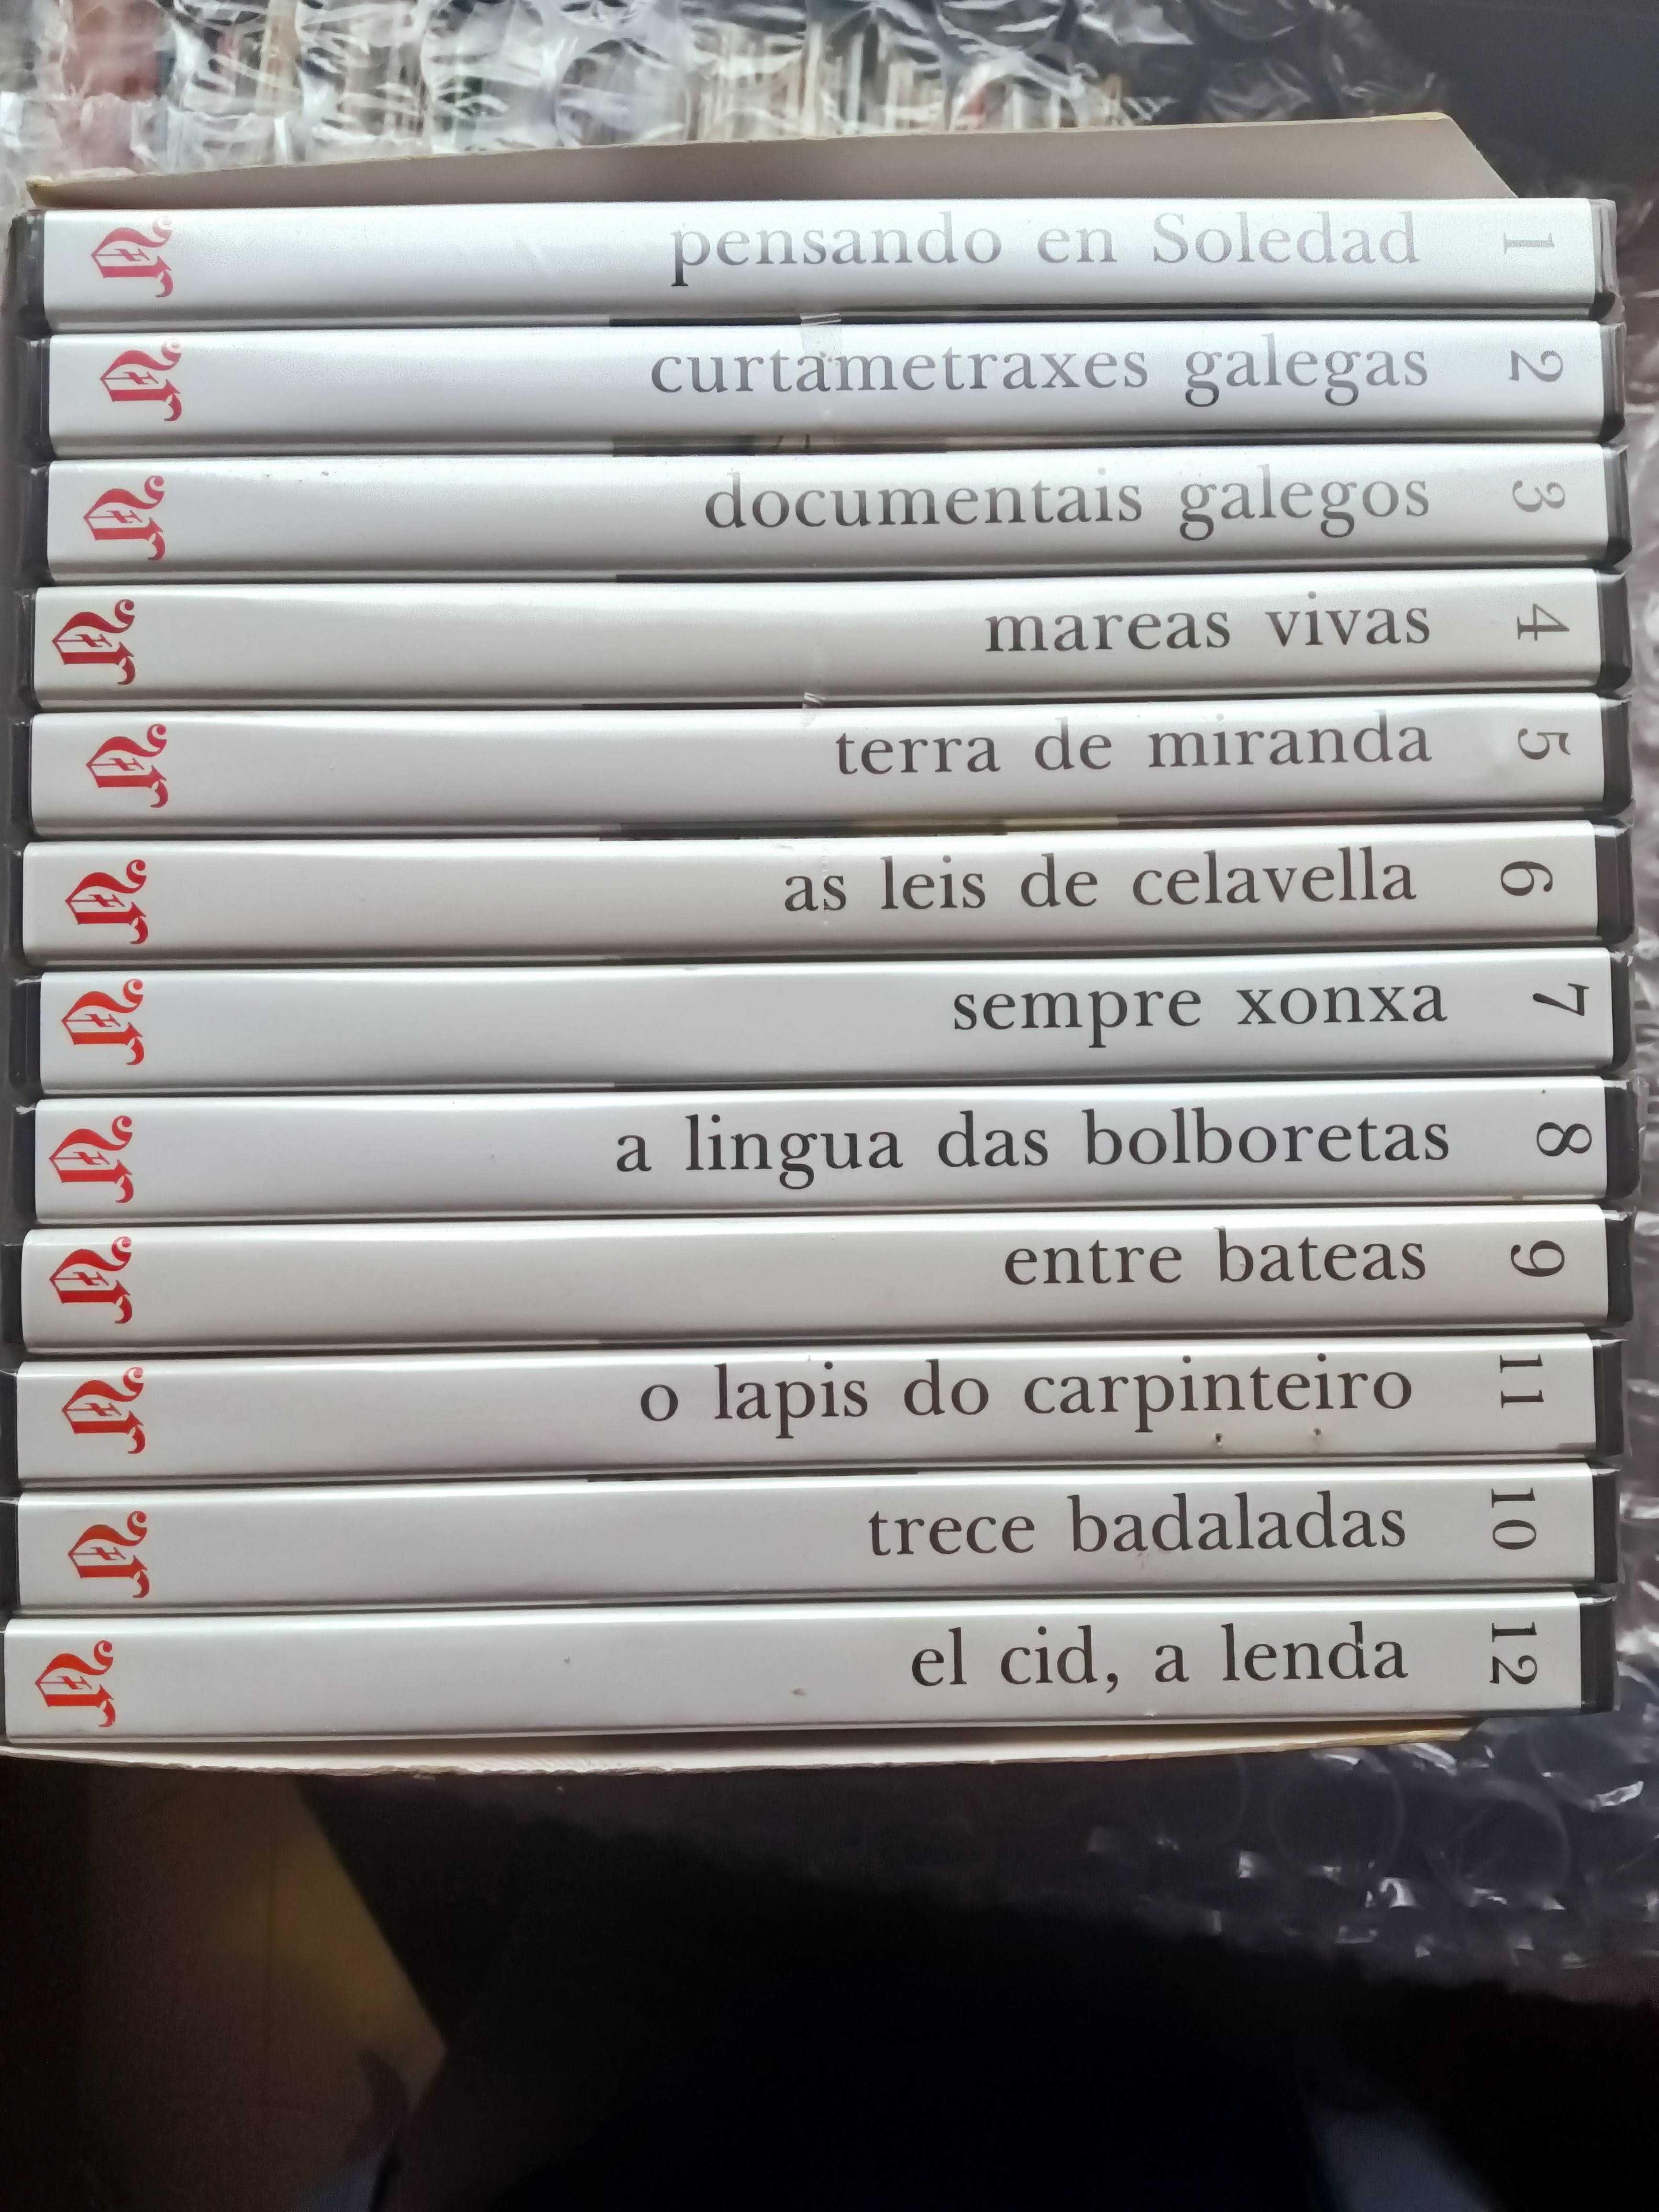 pensando en Soledad 1
curtametraxes galegas 2
documentais galegos 3
mareas vivas 4
terra de miranda 5
as leis de celavella 6
sempre xonxa 7
a lingua das bolboretas 8
entre bateas 9
o lapis do carpinteiro 11
trece badaladas 10
el cid, a lenda 12